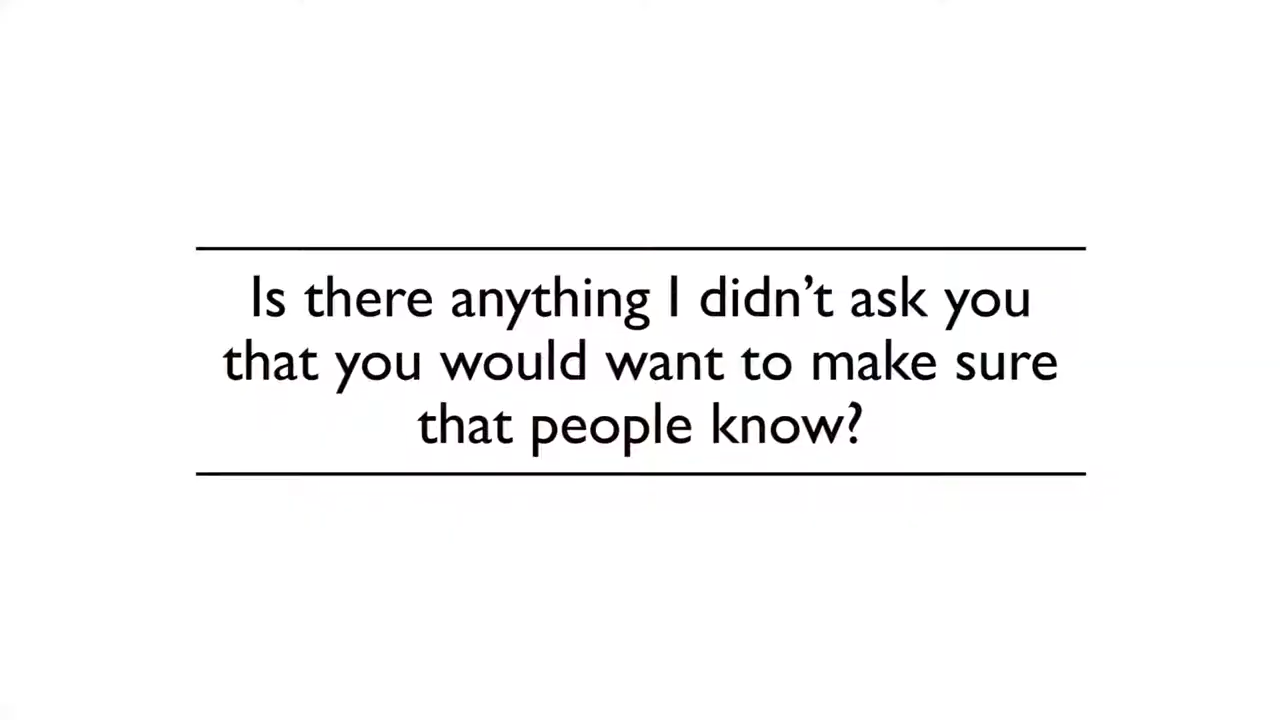 Is there anything I didn’t ask you
that you would want to make sure
that people know?